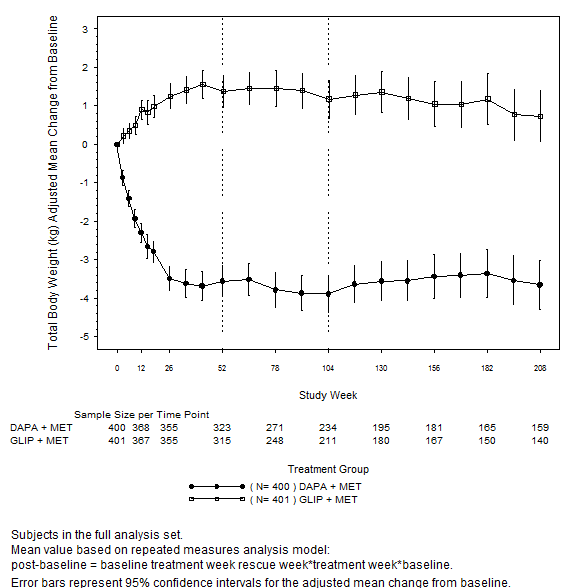 Total Body Weight (kg) Adjusted Mean Change from Baseline
3
2
1
0
-1
-2
-3
-4
-5
0 12 26 52 78 104 130 156 182 208
Study Week
Sample Size per Time Point
DAPA + MET 400 368 355 323 271 234 195 181 165 159
GLIP + MET 401 367 355 315 248 211 180 167 150 140
Treatment Group
( N= 400 ) DAPA + MET
( N= 401 ) GLIP + MET
Subjects in the full analysis set.
Mean value based on repeated measures analysis model:
post-baseline = baseline treatment week rescue week*treatment week*baseline.
Error bars represent 95% confidence intervals for the adjusted mean change from baseline.